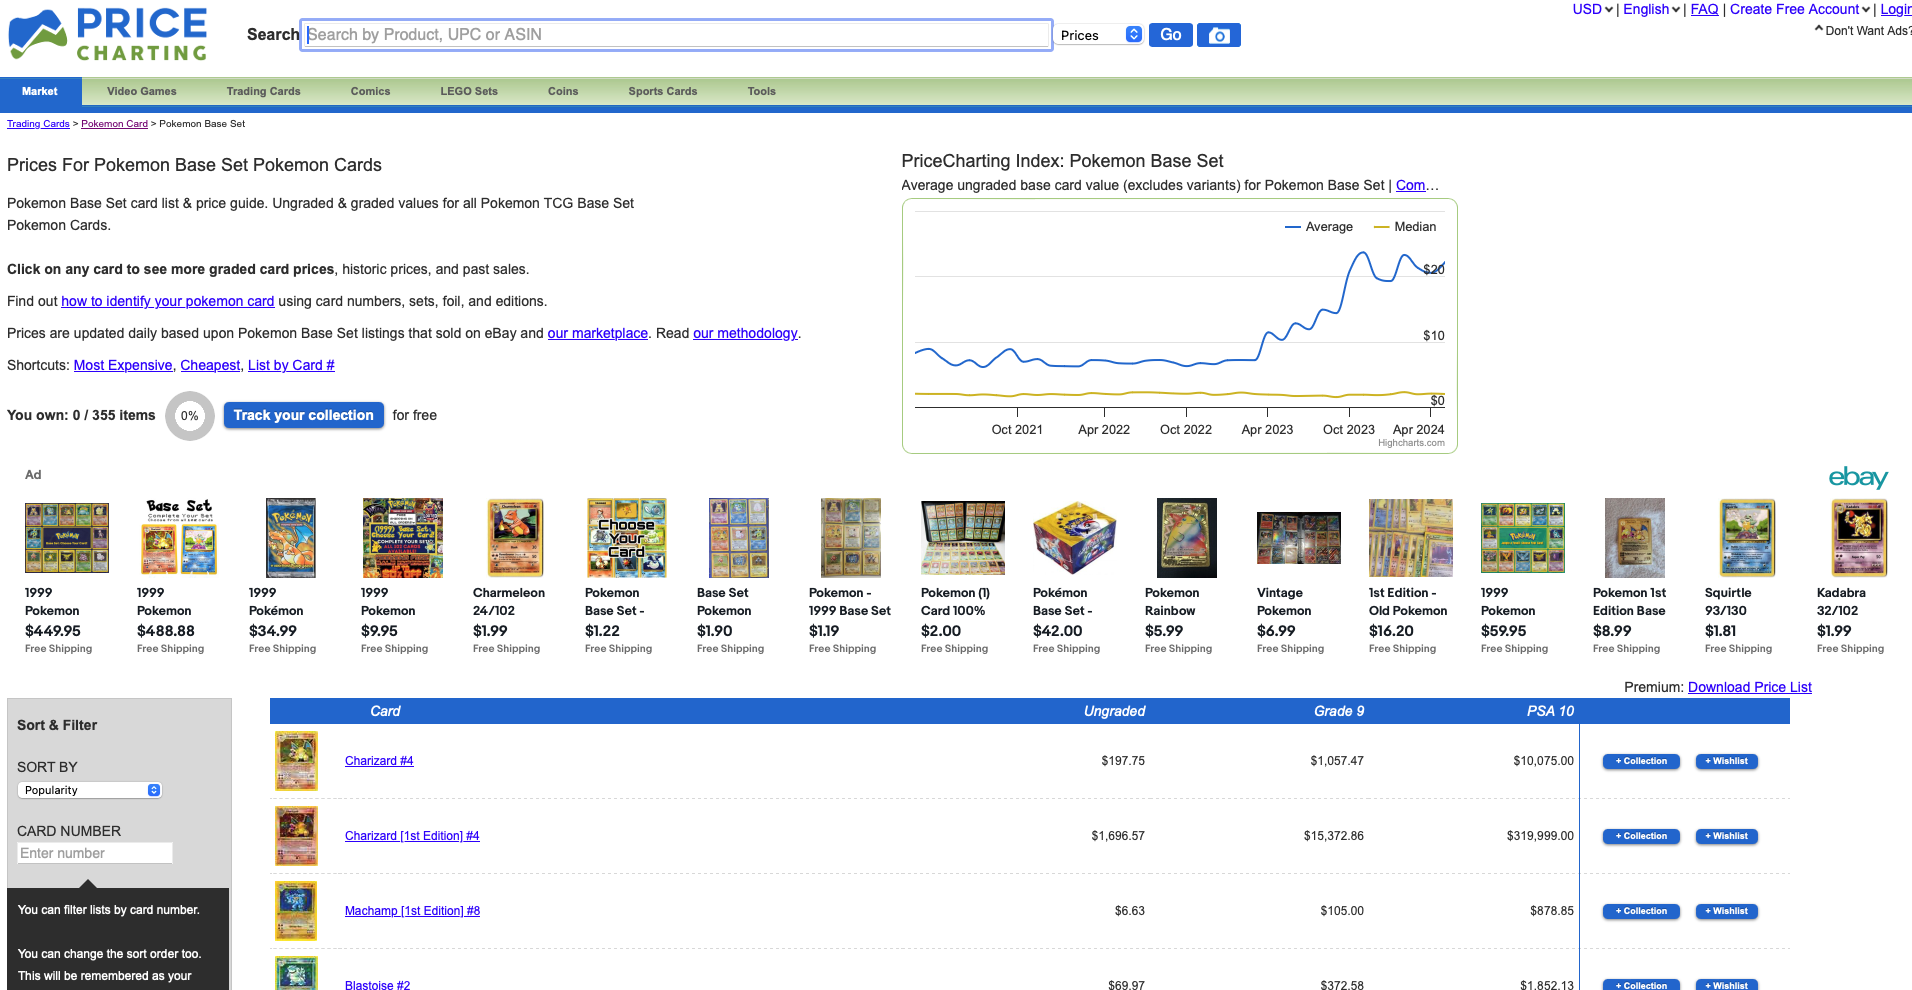 PRICE
CHARTING
Search
Search by Product, UPC or ASIN
Prices
Go
USD | English | FAQ | Create Free Account | Login
Don't Want Ads?
Market Video Games Trading Cards Comics LEGO Sets Coins Sports Cards Tools
Trading Cards > Pokemon Card > Pokemon Base Set
Prices For Pokemon Base Set Pokemon Cards
Pokemon Base Set card list & price guide. Ungraded & graded values for all Pokemon TCG Base Set
Pokemon Cards.
Click on any card to see more graded card prices, historic prices, and past sales.
Find out how to identify your pokemon card using card numbers, sets, foil, and editions.
Prices are updated daily based upon Pokemon Base Set listings that sold on eBay and our marketplace. Read our methodology.
Shortcuts: Most Expensive, Cheapest, List by Card #
You own: 0 / 355 items 0% Track your collection for free
PriceCharting Index: Pokemon Base Set
Average ungraded base card value (excludes variants) for Pokemon Base Set | Com…
Average Median
$20
$10
$0
Oct 2021 Apr 2022 Oct 2022 Apr 2023 Oct 2023 Apr 2024
Highcharts.com
Ad
ebay
Base Set
Complete Your Set
Pokémon
Choose
Your
Card
1999
Pokemon
$449.95
Free Shipping
1999
Pokemon
$488.88
Free Shipping
1999
Pokémon
$34.99
Free Shipping
1999
Pokemon
$9.95
Free Shipping
Charmeleon
24/102
$1.99
Free Shipping
Pokemon
Base Set -
$1.22
Free Shipping
Base Set
Pokemon
$1.90
Free Shipping
Pokemon -
1999 Base Set
$1.19
Free Shipping
Pokemon (1)
Card 100%
$2.00
Free Shipping
Pokémon
Base Set -
$42.00
Free Shipping
Pokemon
Rainbow
$5.99
Free Shipping
Vintage
Pokemon
$6.99
Free Shipping
1st Edition -
Old Pokemon
$16.20
Free Shipping
1999
Pokemon
$59.95
Free Shipping
Pokemon 1st
Edition Base
$8.99
Free Shipping
Squirtle
93/130
$1.81
Free Shipping
Kadabra
32/102
$1.99
Free Shipping
Premium: Download Price List
Sort & Filter
SORT BY
Popularity
CARD NUMBER
Enter number
You can filter lists by card number.
You can change the sort order too.
This will be remembered as your
Card Ungraded Grade 9 PSA 10
Charizard #4 $197.75 $1,057.47 $10,075.00 + Collection + Wishlist
Charizard [1st Edition] #4 $1,696.57 $15,372.86 $319,999.00 + Collection + Wishlist
Machamp [1st Edition] #8 $6.63 $105.00 $878.85 + Collection + Wishlist
Blastoise #2 $69.97 $372.58 $1,852.13 + Collection + Wishlist